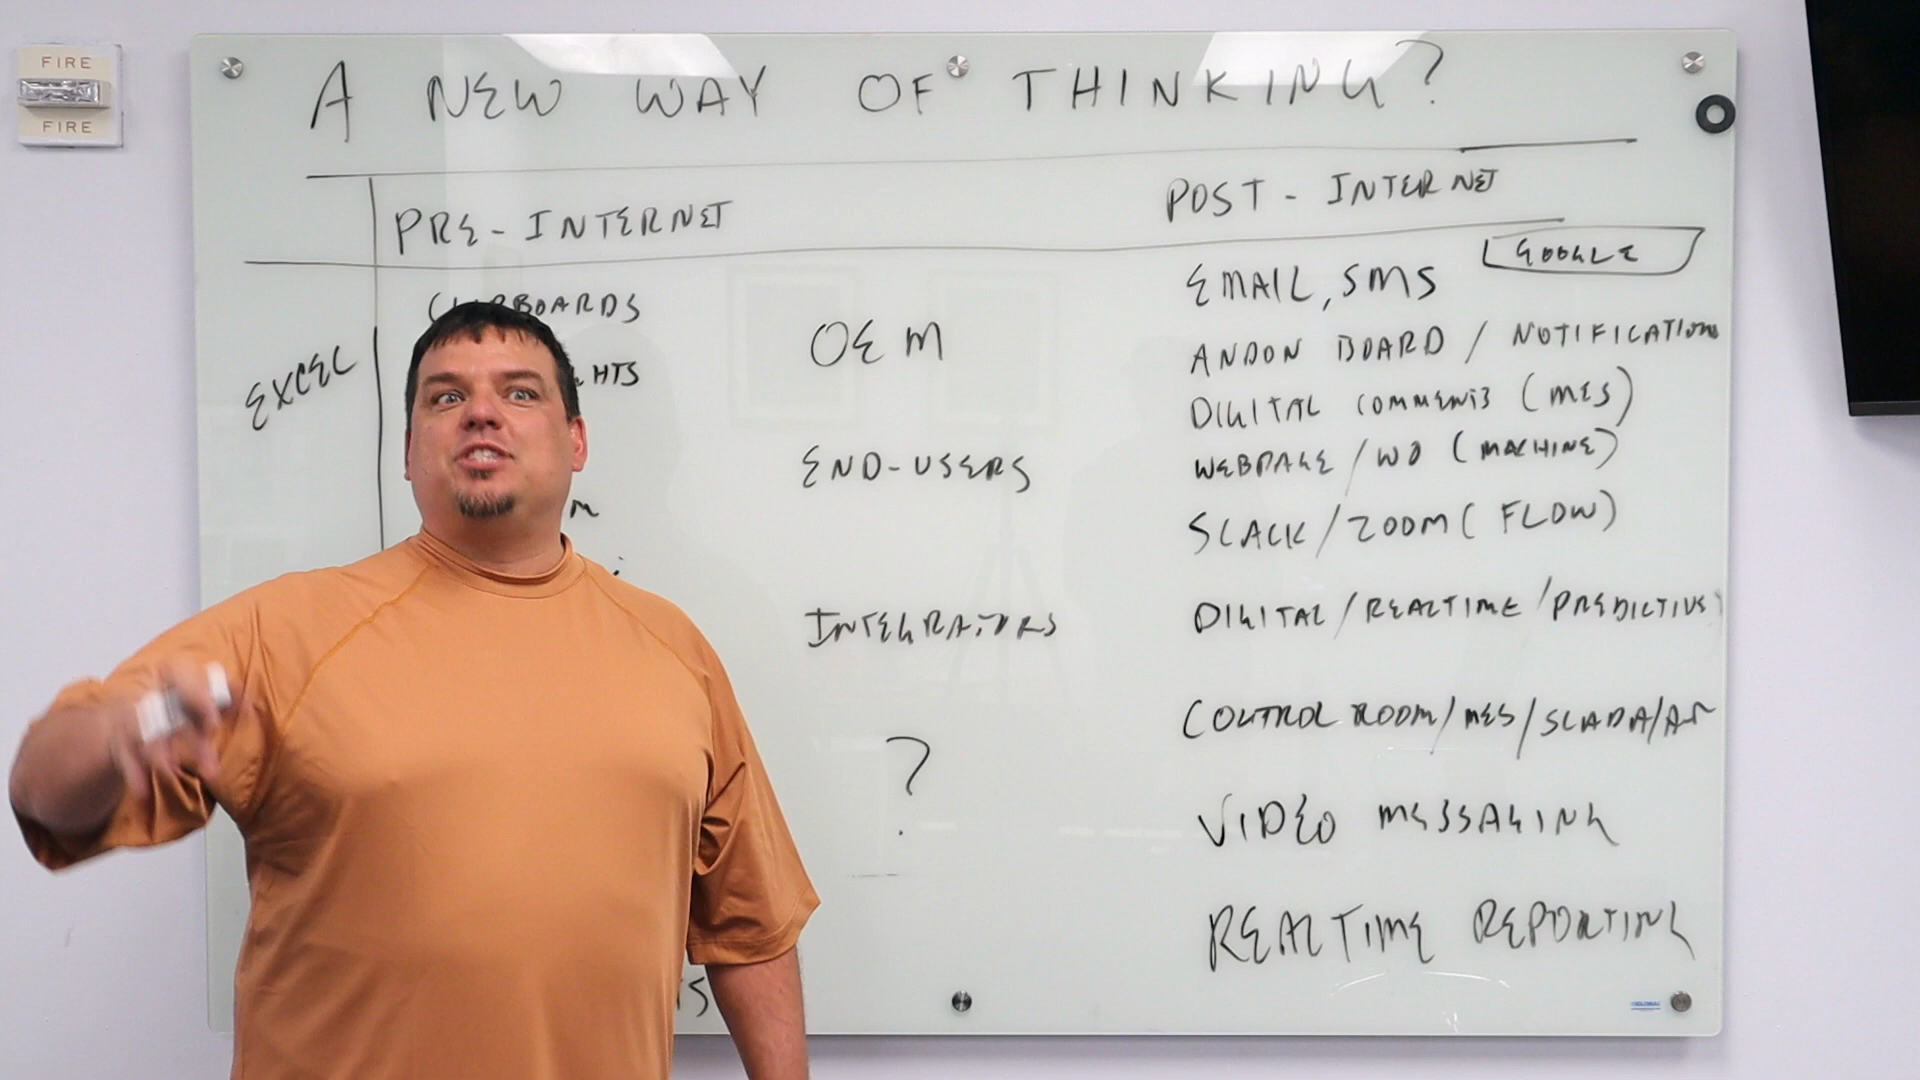 FIRE
FIRE
A NEW WAY OF THINKING?
PRE-INTERNET
POST-INTERNET
GOOGLE
EXCEL
OEM
END-USERS
INTEGRATORS
?
EMAIL, SMS
ANDON BOARD / NOTIFICATIONS
DIGITAL COMMENTS (MES)
WEBPAGE / WO (MACHINE)
SLACK / ZOOM (FLOW)
DIGITAL / REALTIME / PREDICTIVE
CONTROL ROOM / MES / SCADA /
VIDEO MESSAGING
REALTIME REPORTING